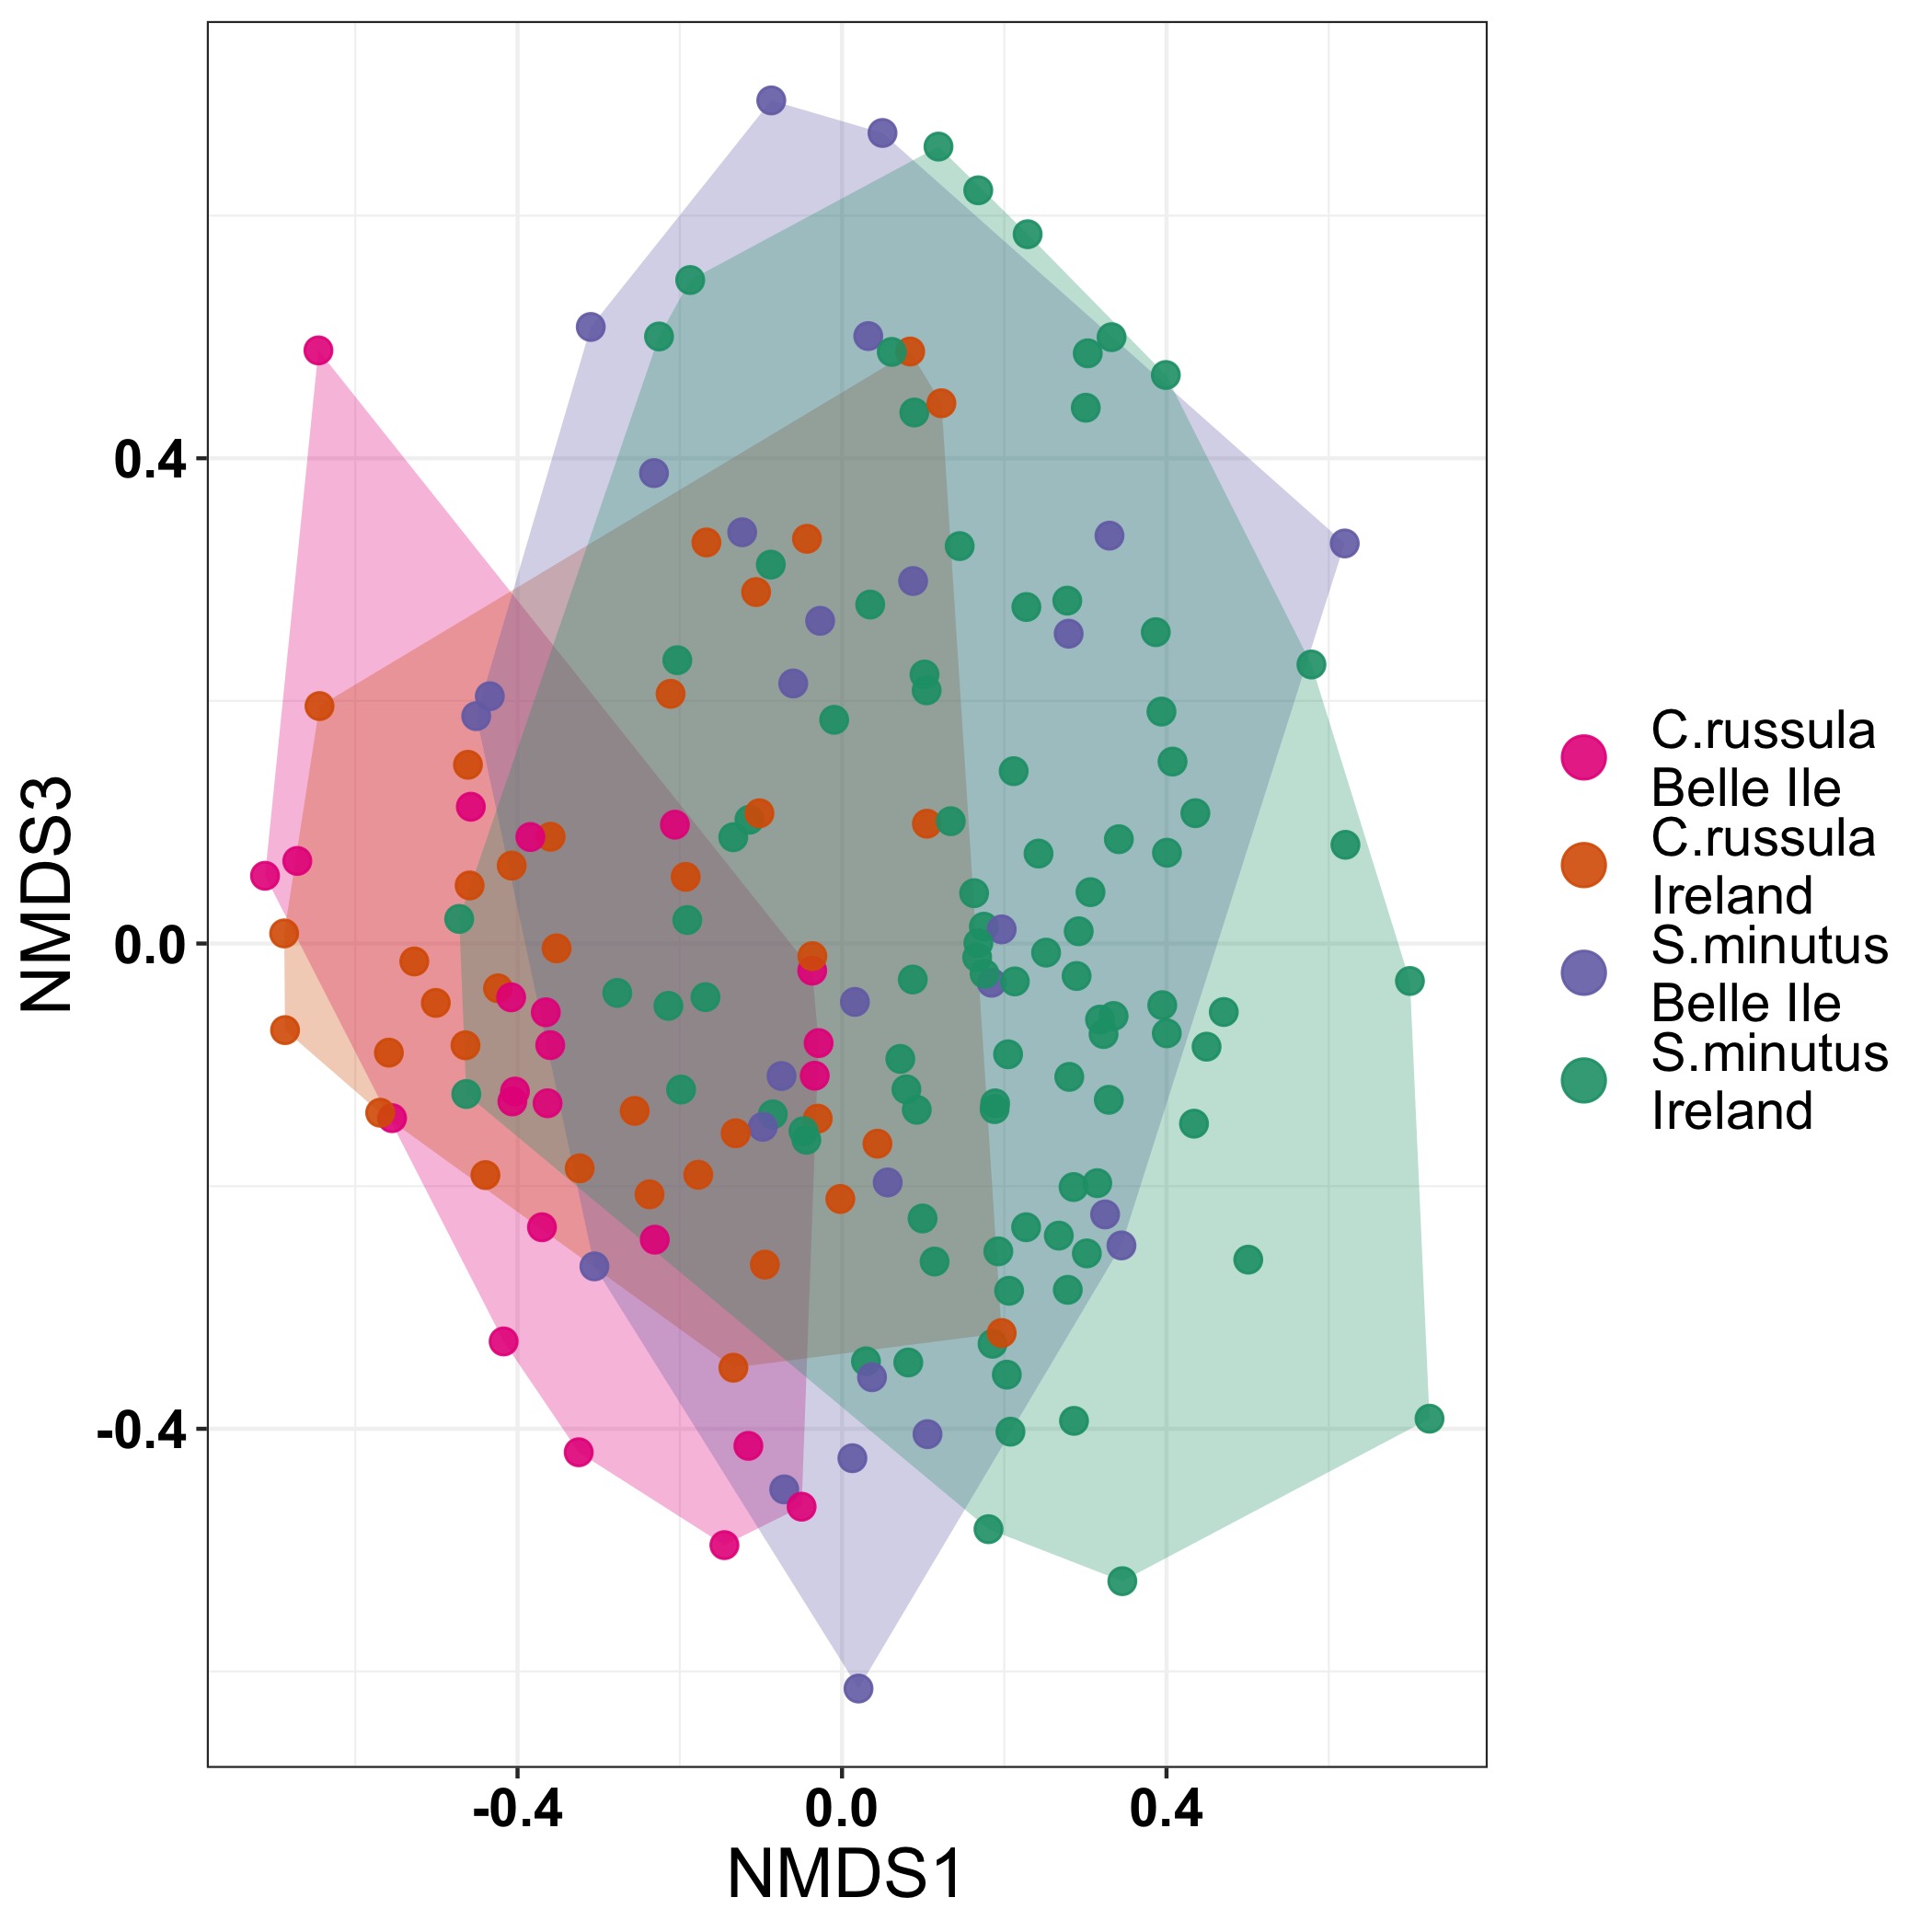 NMDS3
0.4
0.0
-0.4
-0.4
0.0
0.4
NMDS1
C.russula
Belle Ile
C.russula
Ireland
S.minutus
Belle Ile
S.minutus
Ireland